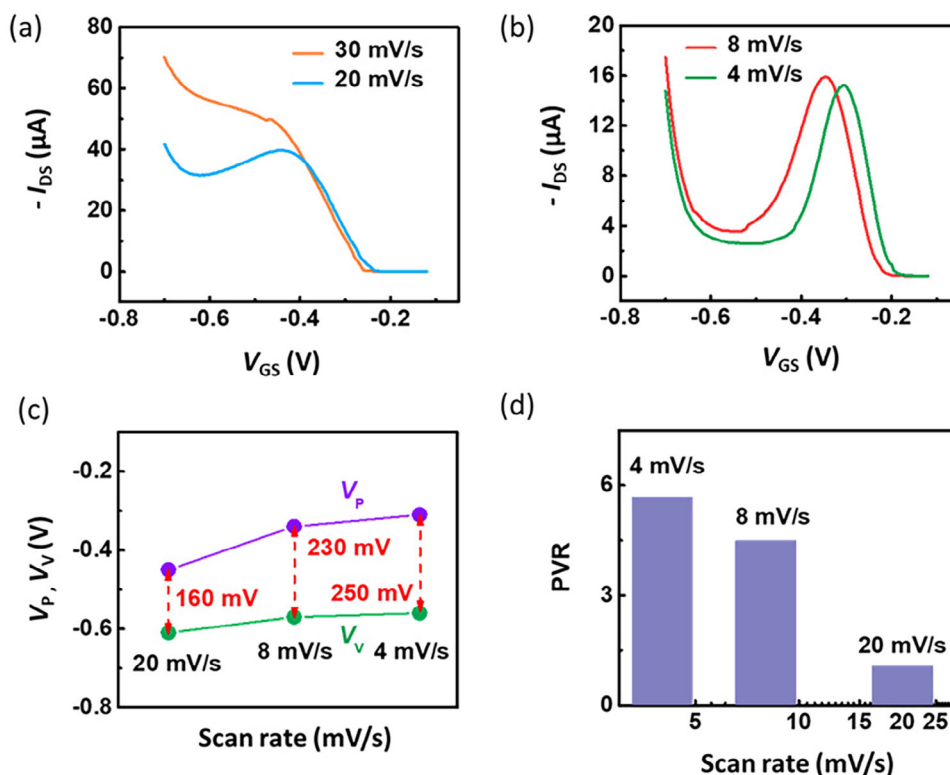 (a)
30 mV/s
20 mV/s
80
60
40
20
0
- IDS (µA)
-0.8 -0.6 -0.4 -0.2
VGS (V)
(b)
8 mV/s
4 mV/s
20
16
12
8
4
0
- IDS (µA)
-0.8 -0.6 -0.4 -0.2
VGS (V)
(c)
-0.2
-0.4
-0.6
-0.8
VP, VV (V)
VP
230 mV
160 mV
250 mV
VV
20 mV/s
8 mV/s
4 mV/s
Scan rate (mV/s)
(d)
6
3
0
PVR
4 mV/s
8 mV/s
20 mV/s
5 10 15 20 25
Scan rate (mV/s)